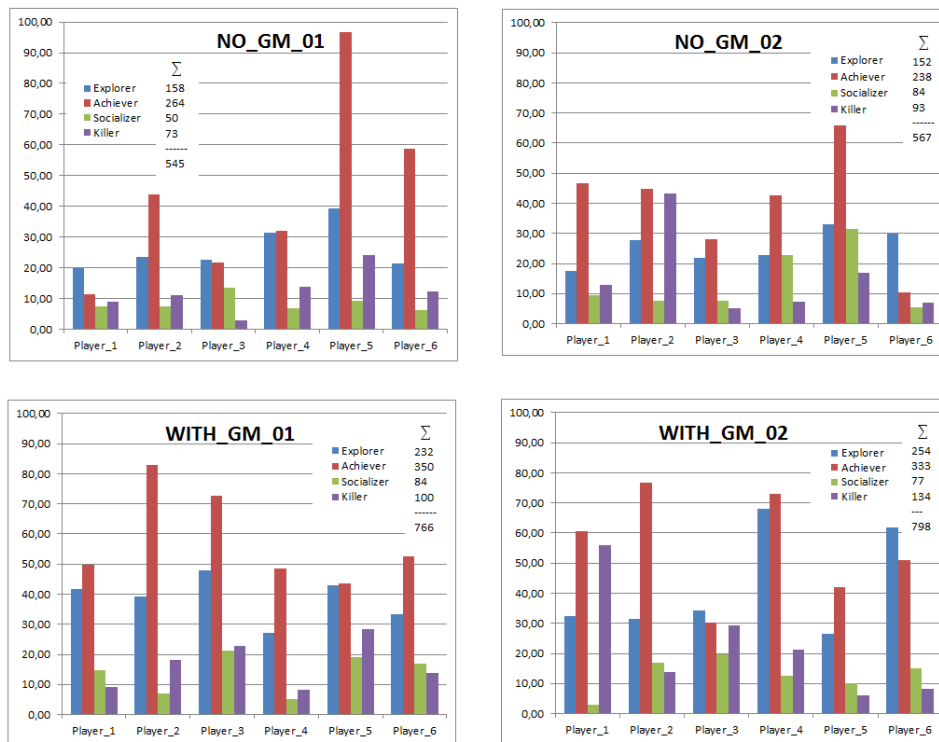 NO_GM_01
100,00
90,00
80,00
70,00
60,00
50,00
40,00
30,00
20,00
10,00
0,00
∑
Explorer 158
Achiever 264
Socializer 50
Killer 73
------
545
Player_1 Player_2 Player_3 Player_4 Player_5 Player_6
NO_GM_02
100,00
90,00
80,00
70,00
60,00
50,00
40,00
30,00
20,00
10,00
0,00
∑
Explorer 152
Achiever 238
Socializer 84
Killer 93
------
567
Player_1 Player_2 Player_3 Player_4 Player_5 Player_6
WITH_GM_01
100,00
90,00
80,00
70,00
60,00
50,00
40,00
30,00
20,00
10,00
0,00
∑
Explorer 232
Achiever 350
Socializer 84
Killer 100
------
766
Player_1 Player_2 Player_3 Player_4 Player_5 Player_6
WITH_GM_02
100,00
90,00
80,00
70,00
60,00
50,00
40,00
30,00
20,00
10,00
0,00
∑
Explorer 254
Achiever 333
Socializer 77
Killer 134
---
798
Player_1 Player_2 Player_3 Player_4 Player_5 Player_6